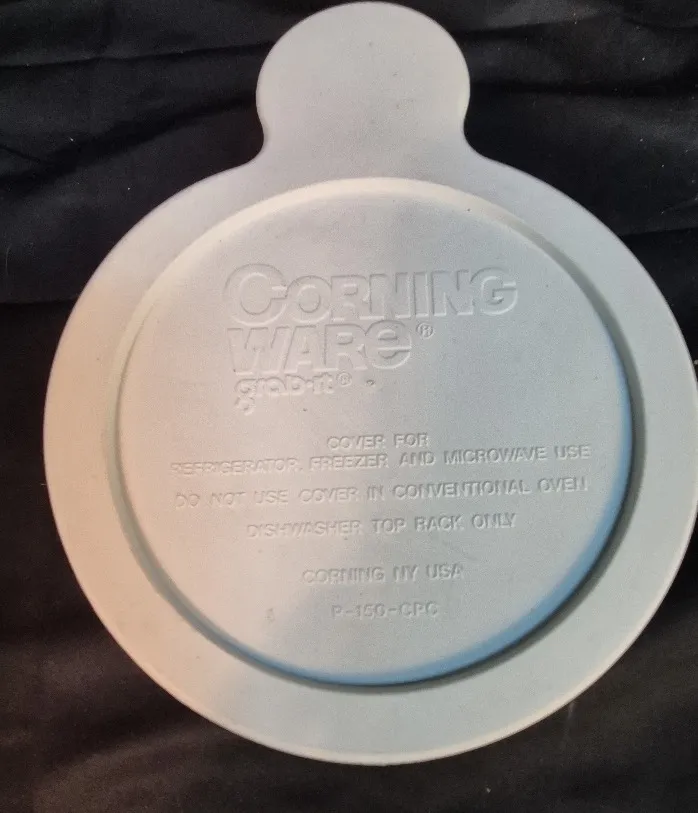 CORNING
WARE®
grab·it®
COVER FOR
REFRIGERATOR, FREEZER AND MICROWAVE USE
DO NOT USE COVER IN CONVENTIONAL OVEN
DISHWASHER TOP RACK ONLY
CORNING NY USA
P-150-CPC